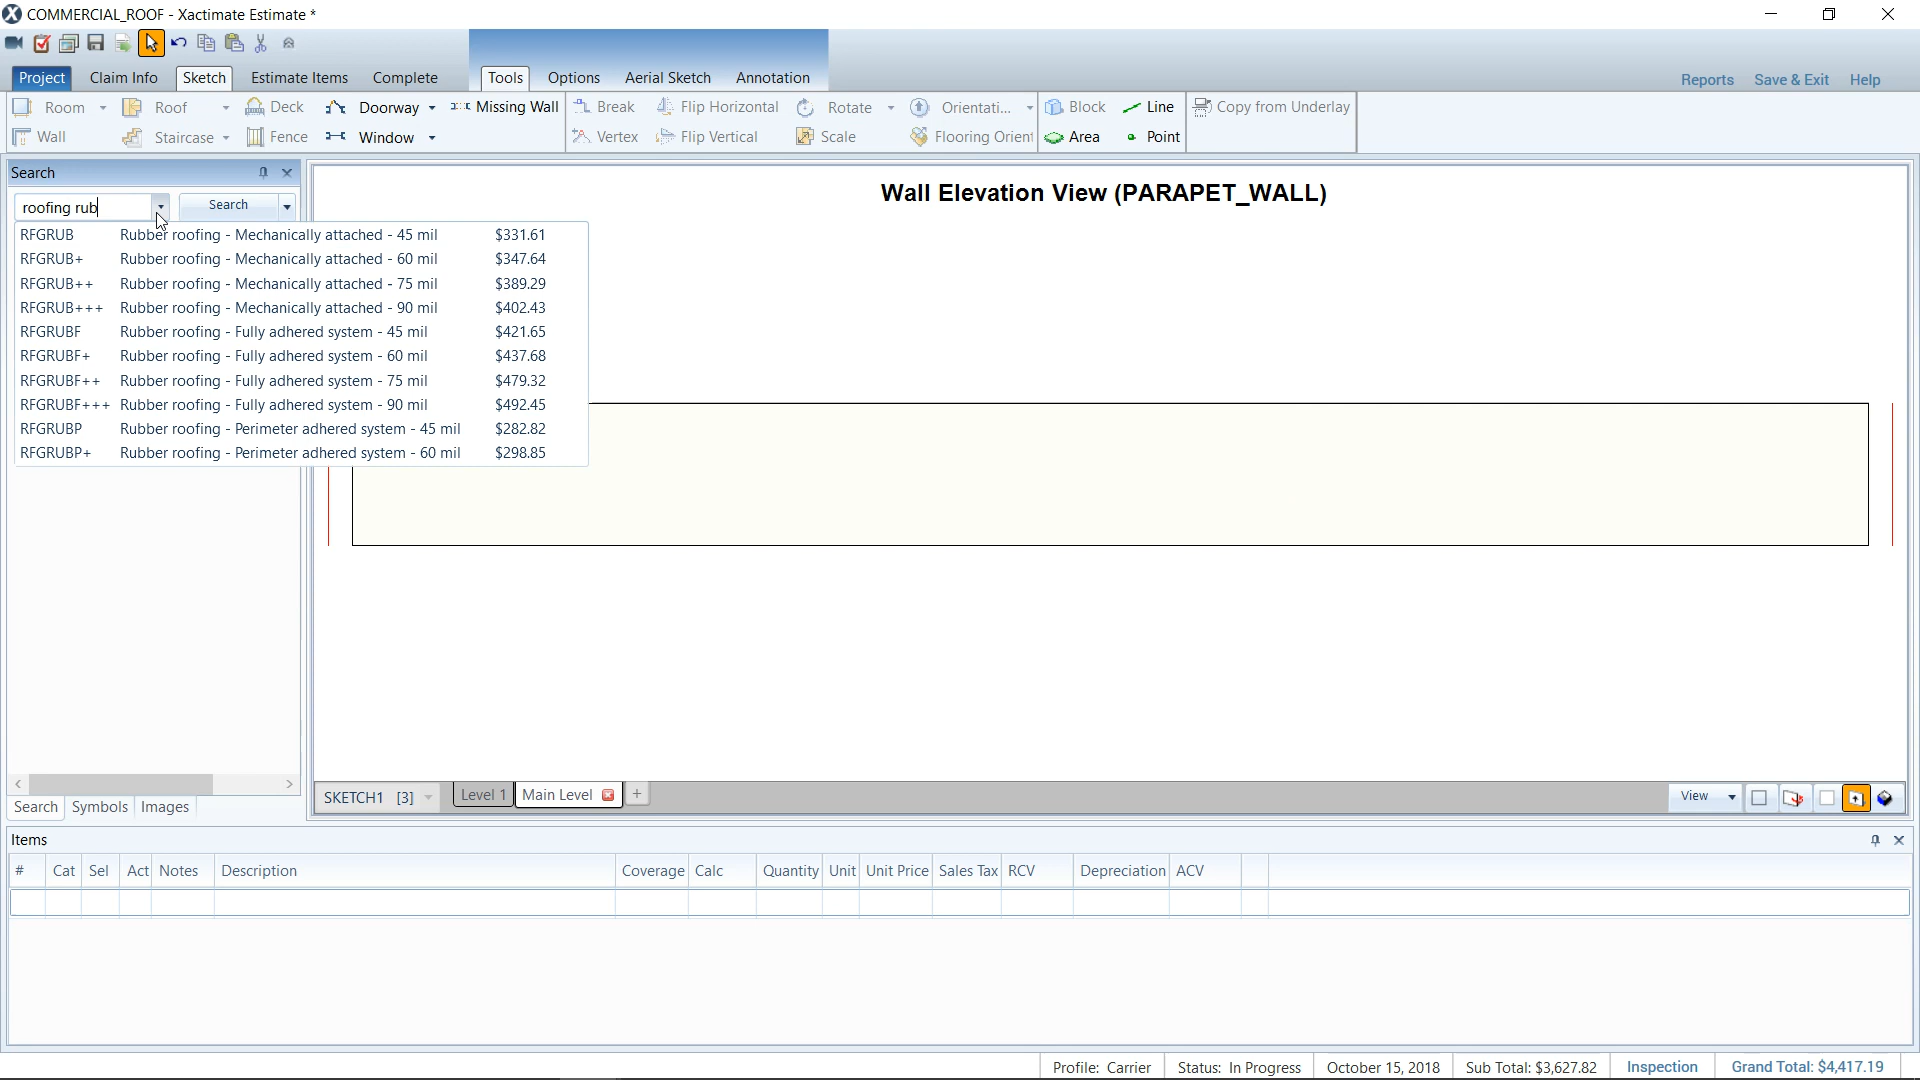 COMMERCIAL_ROOF - Xactimate Estimate *
Project Claim Info Sketch Estimate Items Complete Tools Options Aerial Sketch Annotation Reports Save & Exit Help
Room Roof Deck Doorway Missing Wall Break Flip Horizontal Rotate Orientati... Block Line Copy from Underlay
Wall Staircase Fence Window Vertex Flip Vertical Scale Flooring Orient Area Point
Search
roofing rub Search
Wall Elevation View (PARAPET_WALL)
RFGRUB Rubber roofing - Mechanically attached - 45 mil $331.61
RFGRUB+ Rubber roofing - Mechanically attached - 60 mil $347.64
RFGRUB++ Rubber roofing - Mechanically attached - 75 mil $389.29
RFGRUB+++ Rubber roofing - Mechanically attached - 90 mil $402.43
RFGRUBF Rubber roofing - Fully adhered system - 45 mil $421.65
RFGRUBF+ Rubber roofing - Fully adhered system - 60 mil $437.68
RFGRUBF++ Rubber roofing - Fully adhered system - 75 mil $479.32
RFGRUBF+++ Rubber roofing - Fully adhered system - 90 mil $492.45
RFGRUBP Rubber roofing - Perimeter adhered system - 45 mil $282.82
RFGRUBP+ Rubber roofing - Perimeter adhered system - 60 mil $298.85
SKETCH1 [3] Level 1 Main Level + View
Search Symbols Images
Items
# Cat Sel Act Notes Description Coverage Calc Quantity Unit Unit Price Sales Tax RCV Depreciation ACV
Profile: Carrier Status: In Progress October 15, 2018 Sub Total: $3,627.82 Inspection Grand Total: $4,417.19